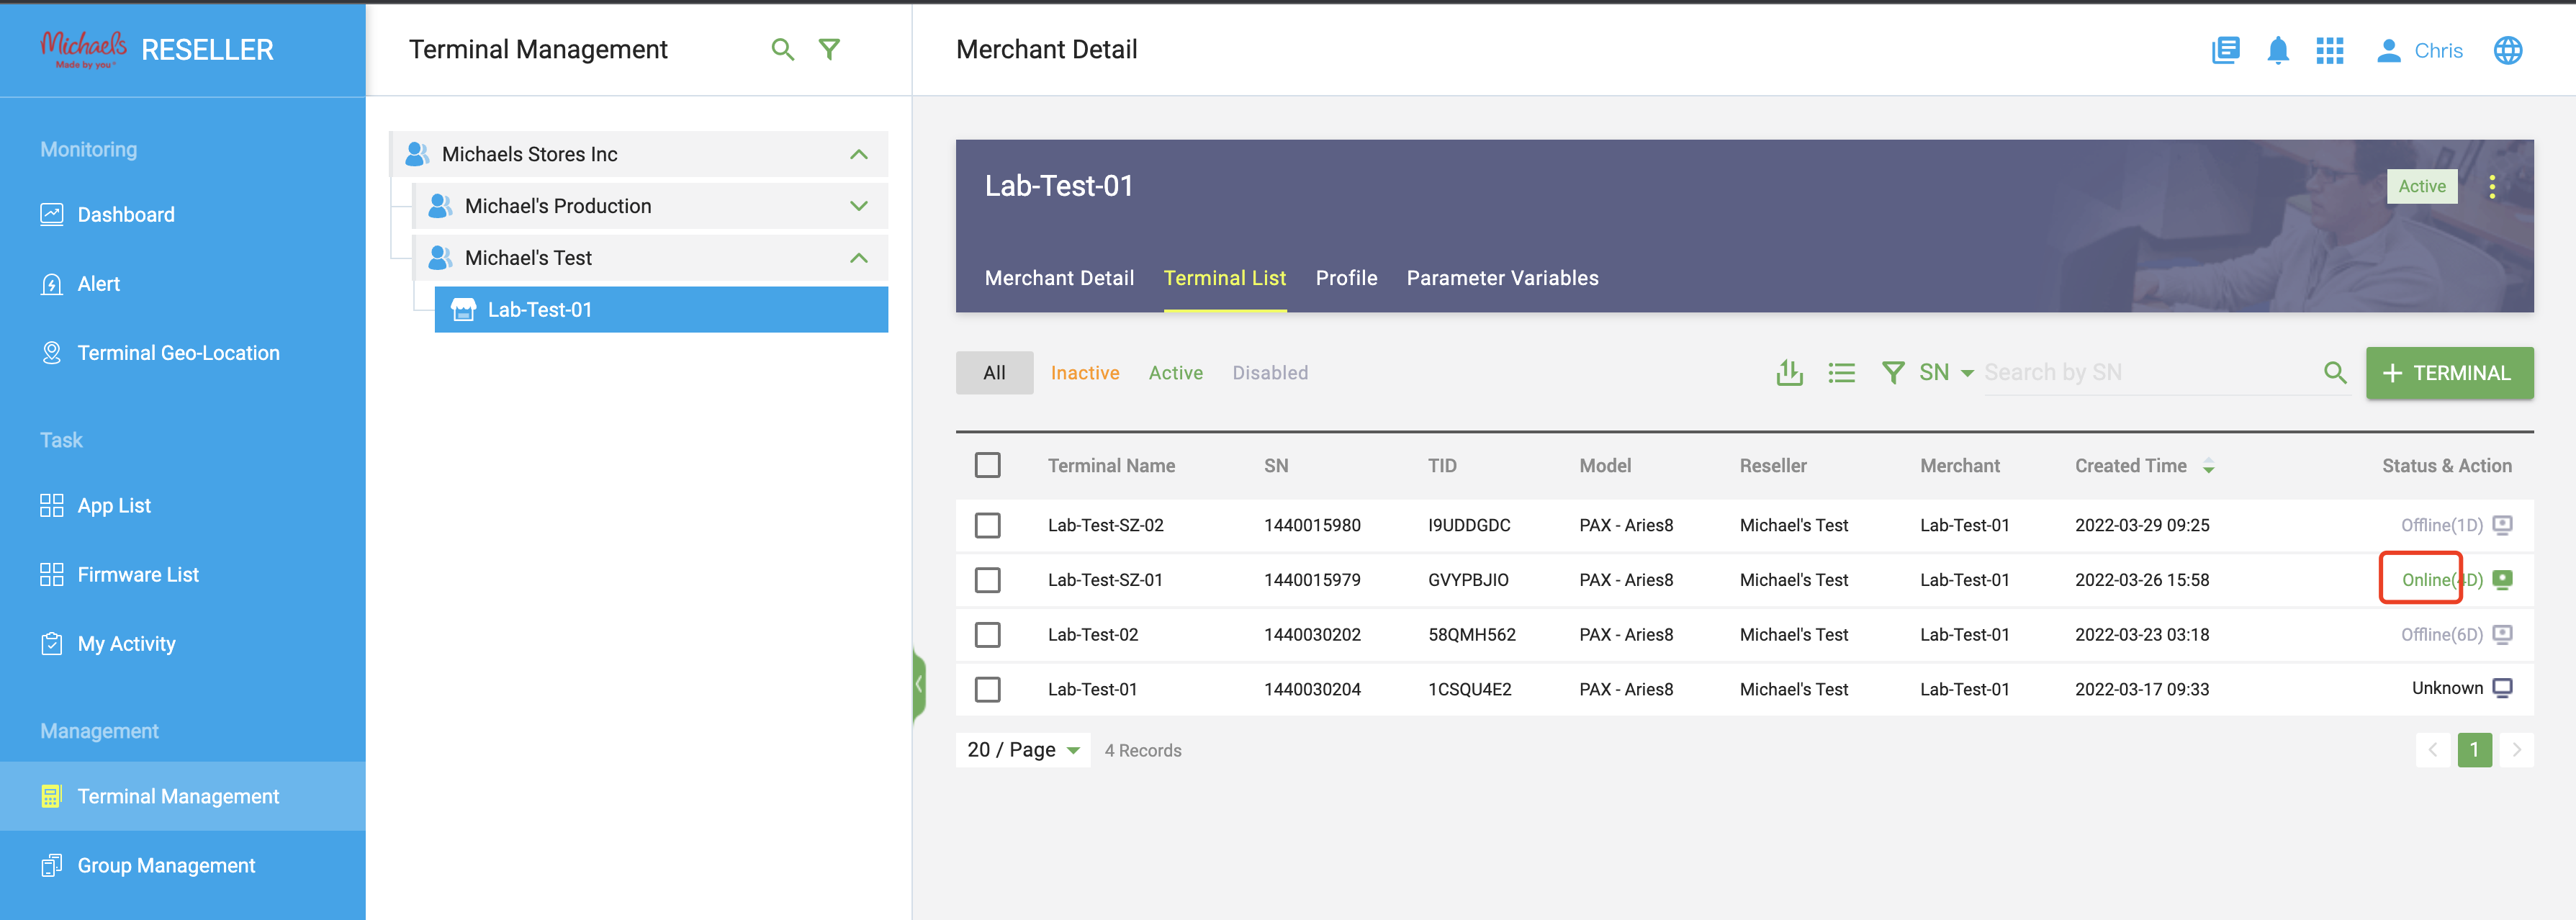 Michaels
Made by you
RESELLER
Monitoring
Dashboard
Alert
Terminal Geo-Location
Task
App List
Firmware List
My Activity
Management
Terminal Management
Group Management
Terminal Management
Michaels Stores Inc
Michael's Production
Michael's Test
Lab-Test-01
Merchant Detail
Chris
Lab-Test-01
Active
Merchant Detail Terminal List Profile Parameter Variables
All Inactive Active Disabled SN Search by SN + TERMINAL
Terminal Name SN TID Model Reseller Merchant Created Time Status & Action
Lab-Test-SZ-02 1440015980 I9UDDGDC PAX - Aries8 Michael's Test Lab-Test-01 2022-03-29 09:25 Offline(1D)
Lab-Test-SZ-01 1440015979 GVYPBJIO PAX - Aries8 Michael's Test Lab-Test-01 2022-03-26 15:58 Online(4D)
Lab-Test-02 1440030202 58QMH562 PAX - Aries8 Michael's Test Lab-Test-01 2022-03-23 03:18 Offline(6D)
Lab-Test-01 1440030204 1CSQU4E2 PAX - Aries8 Michael's Test Lab-Test-01 2022-03-17 09:33 Unknown
20 / Page 4 Records 1